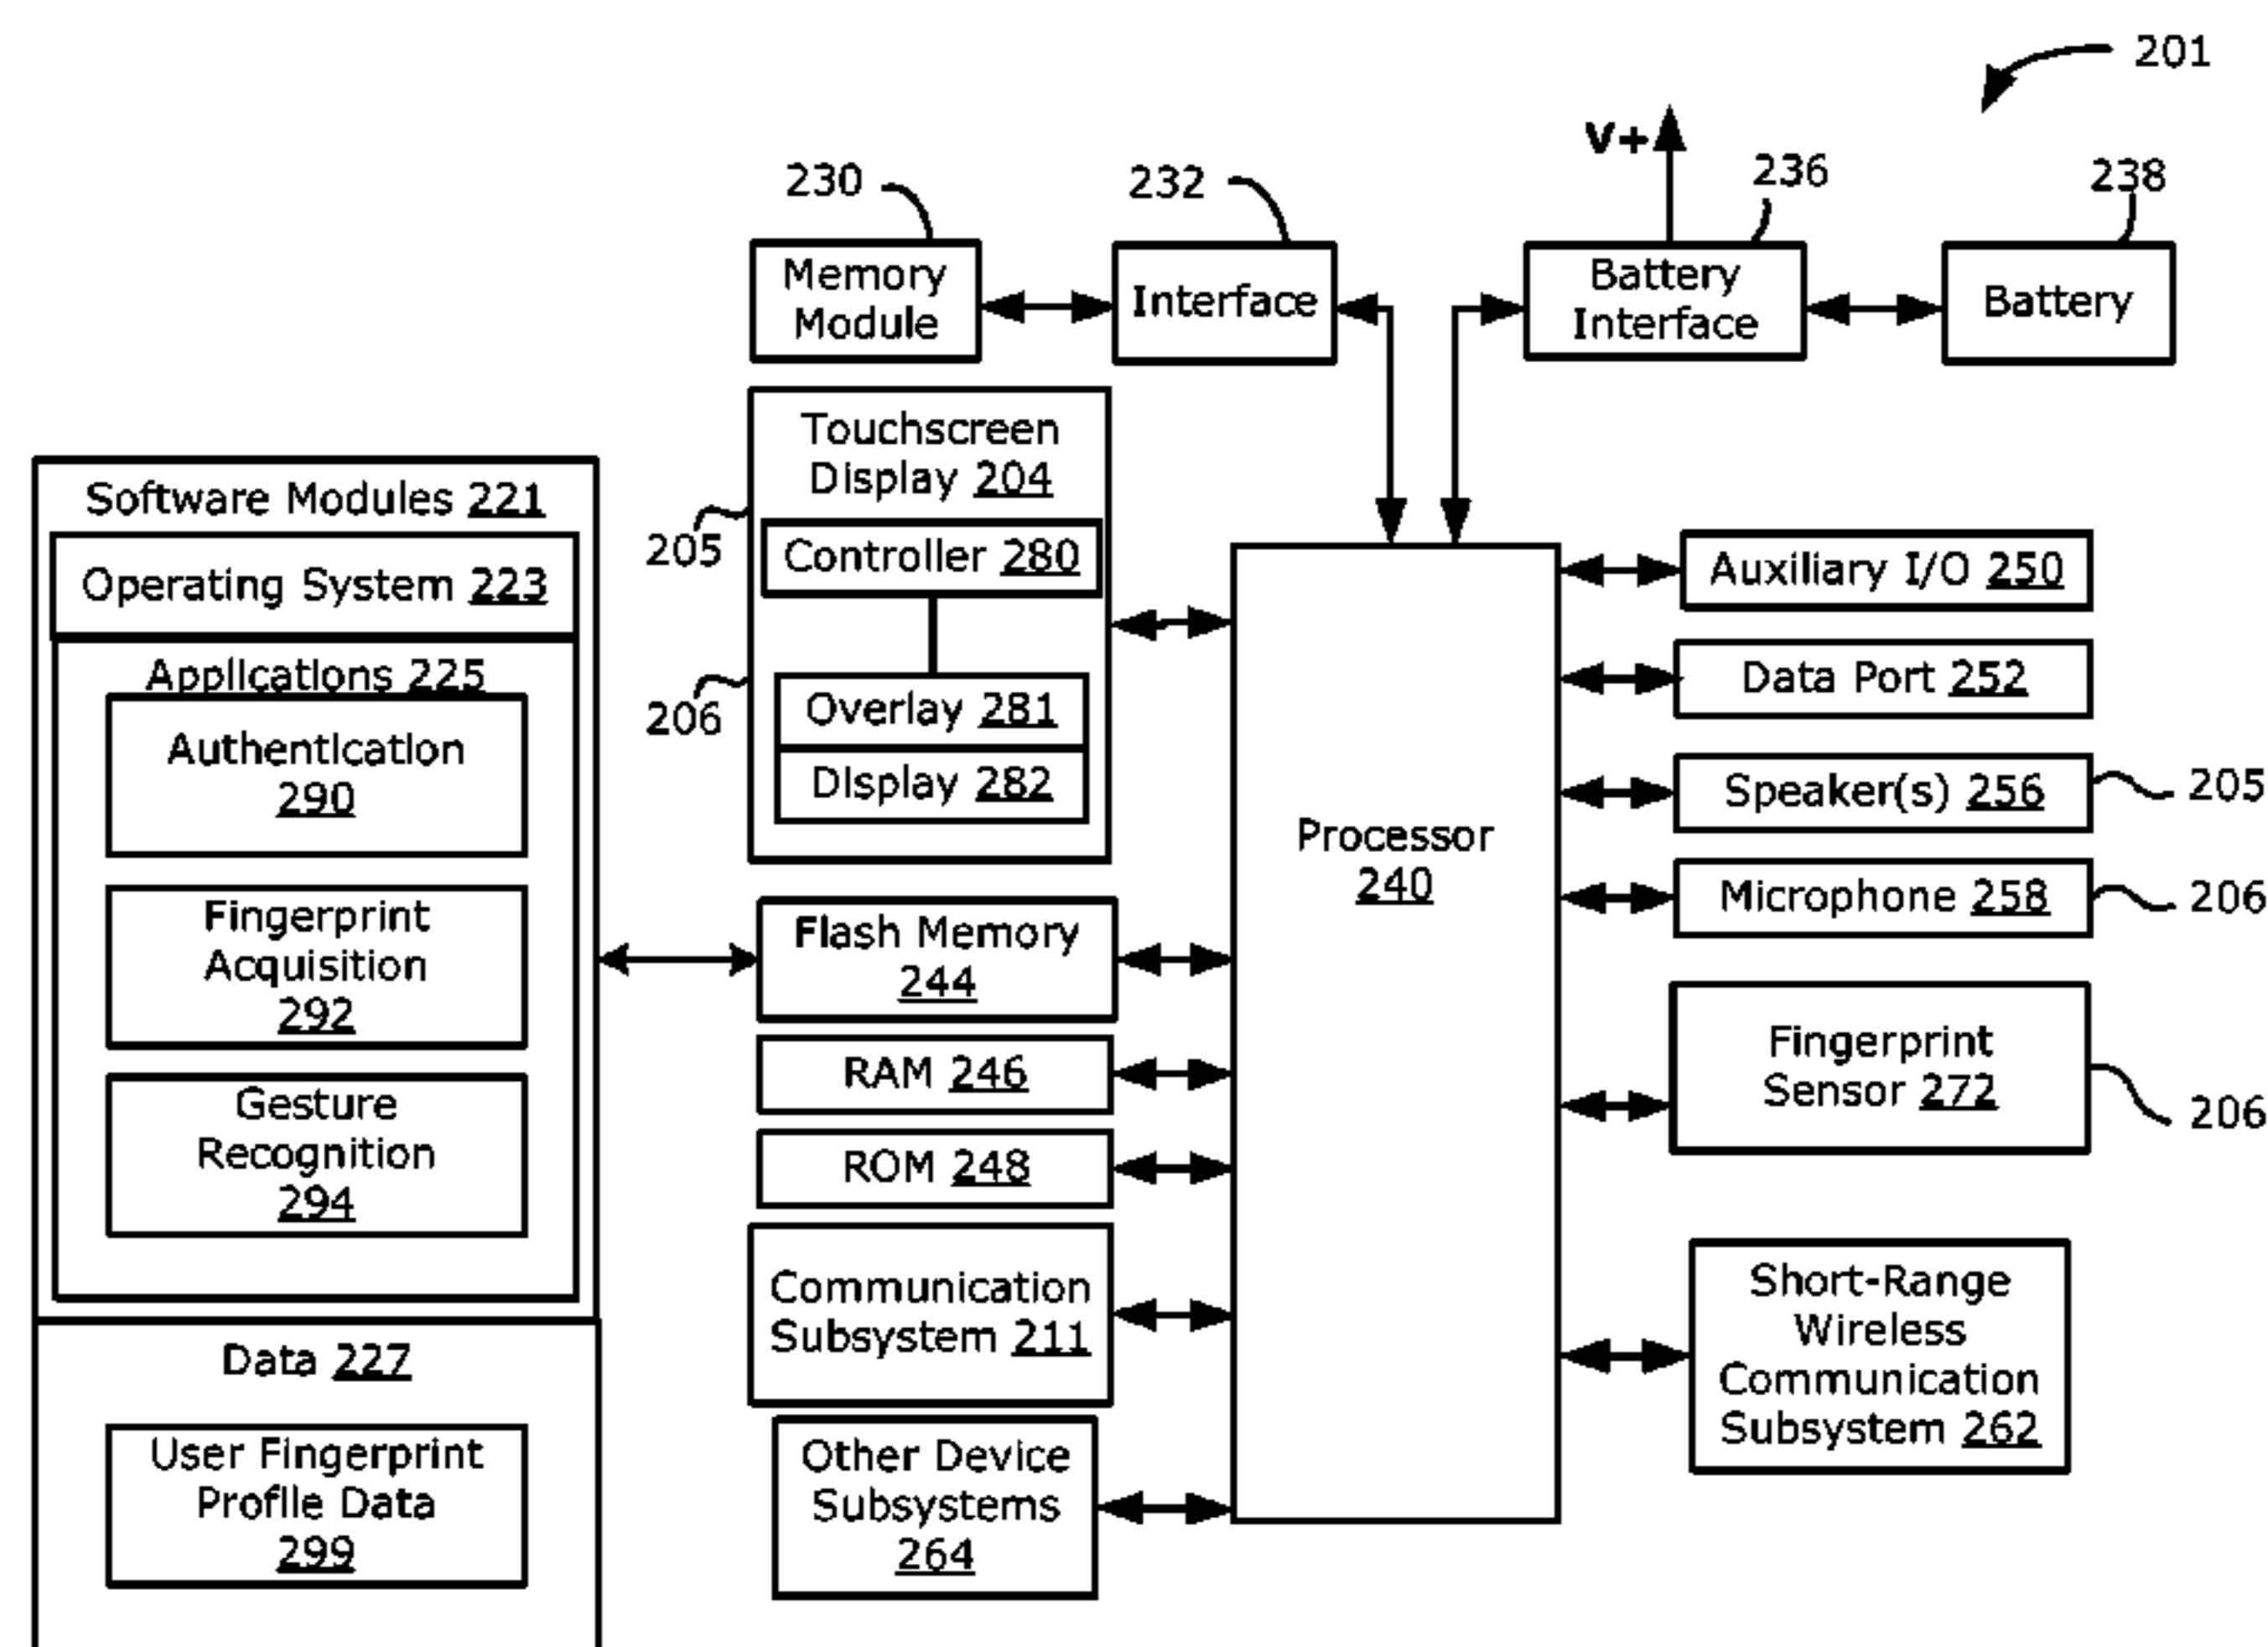 201
V+
230
232
236
238
Memory
Module
Interface
Battery
Interface
Battery
Touchscreen
Display 204
205
Controller 280
206
Overlay 281
Display 282
Software Modules 221
Operating System 223
Applications 225
Authentication
290
Fingerprint
Acquisition
292
Gesture
Recognition
294
Data 227
User Fingerprint
Profile Data
299
Flash Memory
244
RAM 246
ROM 248
Communication
Subsystem 211
Other Device
Subsystems
264
Processor
240
Auxiliary I/O 250
Data Port 252
Speaker(s) 256
205
Microphone 258
206
Fingerprint
Sensor 272
206
Short-Range
Wireless
Communication
Subsystem 262